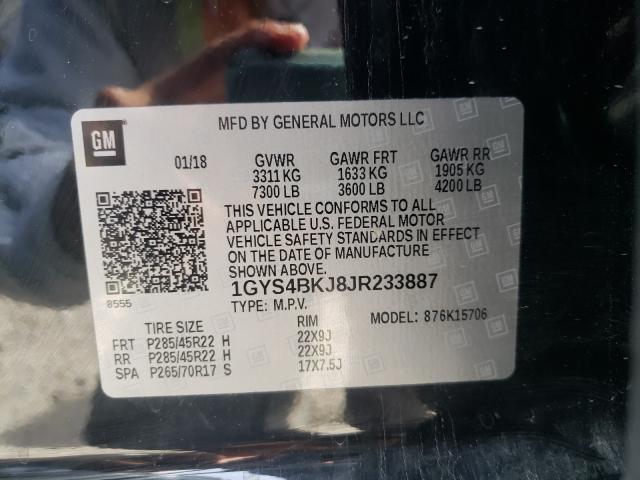 GM
MFD BY GENERAL MOTORS LLC
01/18 GVWR GAWR FRT GAWR RR
3311 KG 1633 KG 1905 KG
7300 LB 3600 LB 4200 LB
THIS VEHICLE CONFORMS TO ALL
APPLICABLE U.S. FEDERAL MOTOR
VEHICLE SAFETY STANDARDS IN EFFECT
ON THE DATE OF MANUFACTURE
SHOWN ABOVE.
1GYS4BKJ8JR233887
8555
TYPE: M.P.V. MODEL: 876K15706
TIRE SIZE RIM
FRT P285/45R22 H 22X9J
RR P285/45R22 H 22X9J
SPA P265/70R17 S 17X7.5J